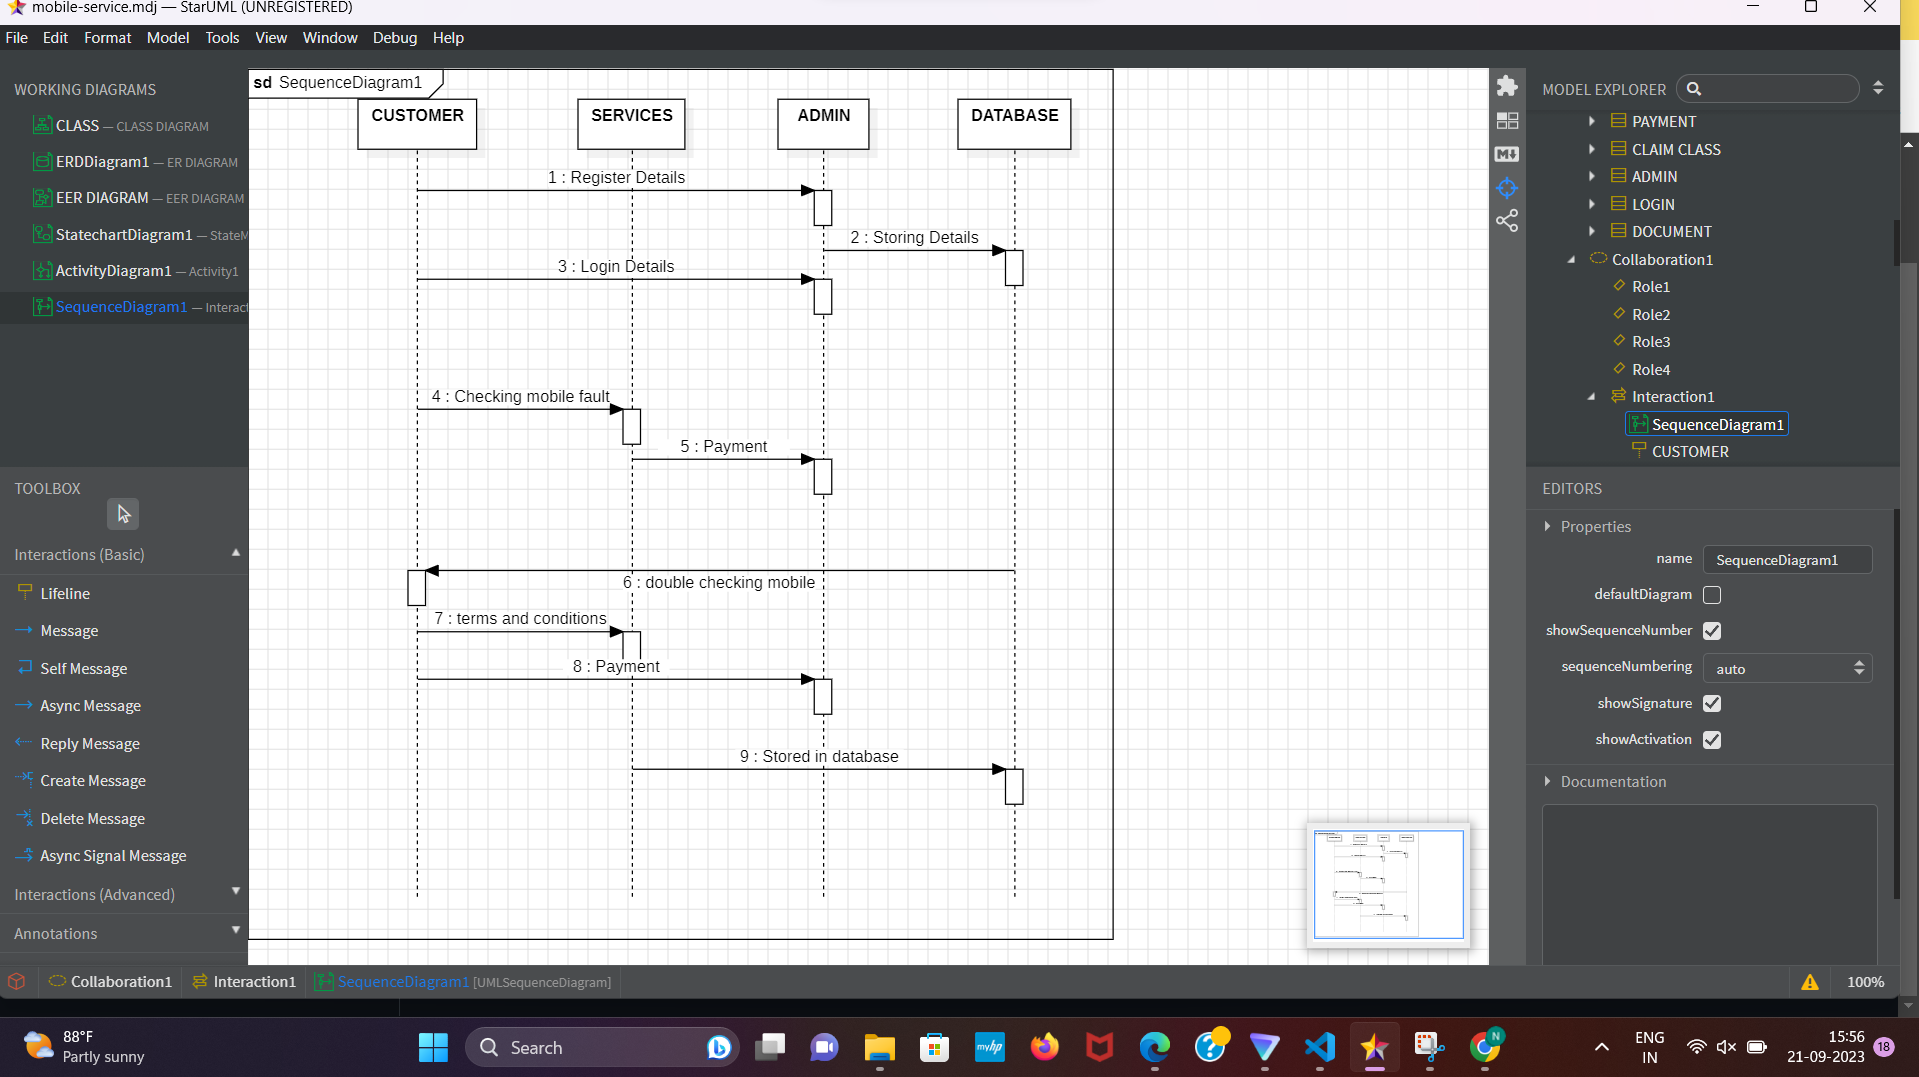 mobile-service.mdj — StarUML (UNREGISTERED)
File Edit Format Model Tools View Window Debug Help
WORKING DIAGRAMS
CLASS — CLASS DIAGRAM
ERDDiagram1 — ER DIAGRAM
EER DIAGRAM — EER DIAGRAM
StatechartDiagram1 — StateM
ActivityDiagram1 — Activity1
SequenceDiagram1 — Interact
TOOLBOX
Interactions (Basic)
Lifeline
Message
Self Message
Async Message
Reply Message
Create Message
Delete Message
Async Signal Message
Interactions (Advanced)
Annotations
sd SequenceDiagram1
CUSTOMER SERVICES ADMIN DATABASE
1 : Register Details
2 : Storing Details
3 : Login Details
4 : Checking mobile fault
5 : Payment
6 : double checking mobile
7 : terms and conditions
8 : Payment
9 : Stored in database
MODEL EXPLORER
PAYMENT
CLAIM CLASS
ADMIN
LOGIN
DOCUMENT
Collaboration1
Role1
Role2
Role3
Role4
Interaction1
SequenceDiagram1
CUSTOMER
EDITORS
Properties
name SequenceDiagram1
defaultDiagram
showSequenceNumber
sequenceNumbering auto
showSignature
showActivation
Documentation
Collaboration1 Interaction1 SequenceDiagram1 [UMLSequenceDiagram]
100%
88°F
Partly sunny
Search
myhp
N
ENG
IN
15:56
21-09-2023
18